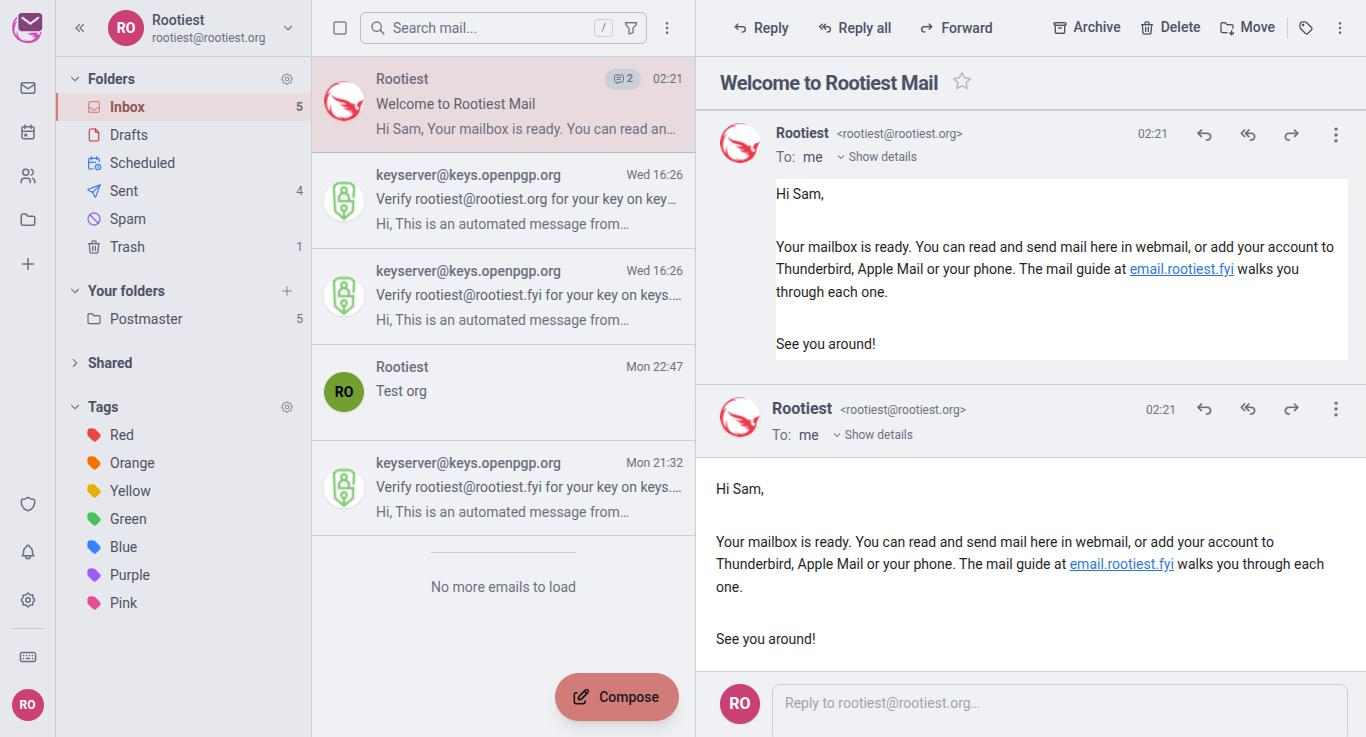 RO
Rootiest
rootiest@rootiest.org
Folders
Inbox 5
Drafts
Scheduled
Sent 4
Spam
Trash 1
Your folders
Postmaster 5
Shared
Tags
Red
Orange
Yellow
Green
Blue
Purple
Pink
RO
Search mail... /
Rootiest 2 02:21
Welcome to Rootiest Mail
Hi Sam, Your mailbox is ready. You can read an...
keyserver@keys.openpgp.org Wed 16:26
Verify rootiest@rootiest.org for your key on key...
Hi, This is an automated message from...
keyserver@keys.openpgp.org Wed 16:26
Verify rootiest@rootiest.fyi for your key on keys....
Hi, This is an automated message from...
RO
Rootiest Mon 22:47
Test org
keyserver@keys.openpgp.org Mon 21:32
Verify rootiest@rootiest.fyi for your key on keys....
Hi, This is an automated message from...
No more emails to load
Compose
Reply Reply all Forward Archive Delete Move
Welcome to Rootiest Mail
Rootiest <rootiest@rootiest.org> 02:21
To: me Show details
Hi Sam,
Your mailbox is ready. You can read and send mail here in webmail, or add your account to
Thunderbird, Apple Mail or your phone. The mail guide at email.rootiest.fyi walks you
through each one.
See you around!
Rootiest <rootiest@rootiest.org> 02:21
To: me Show details
Hi Sam,
Your mailbox is ready. You can read and send mail here in webmail, or add your account to
Thunderbird, Apple Mail or your phone. The mail guide at email.rootiest.fyi walks you through each
one.
See you around!
RO
Reply to rootiest@rootiest.org...